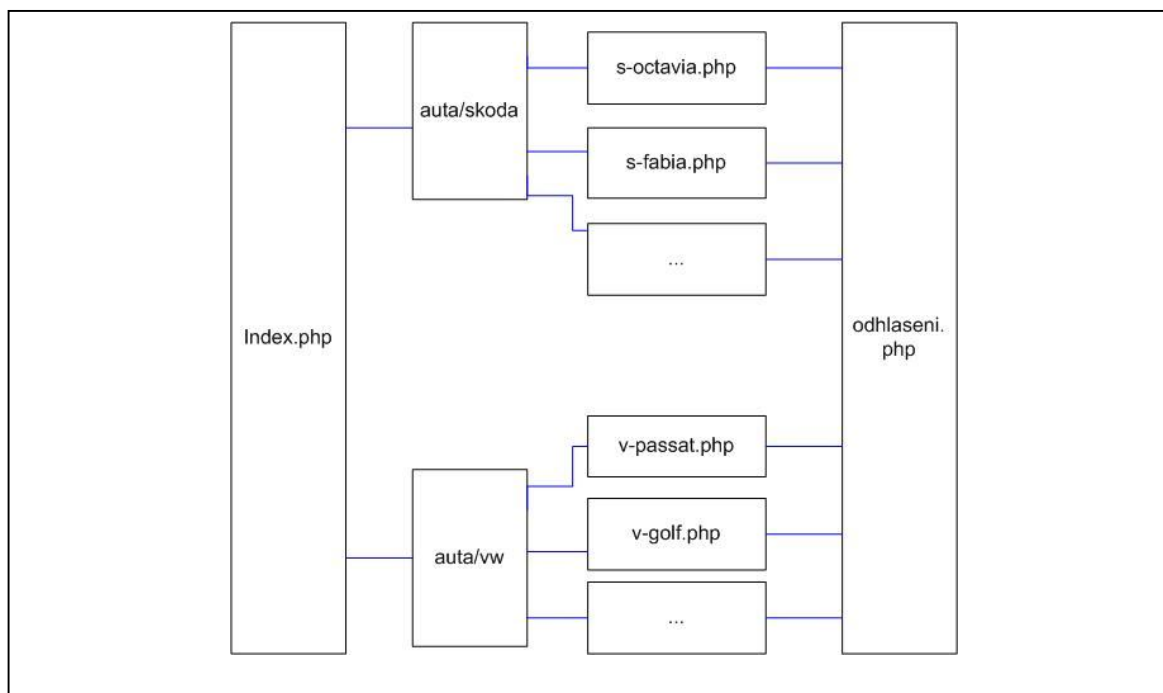 Index.php
auta/skoda
s-octavia.php
s-fabia.php
...
auta/vw
v-passat.php
v-golf.php
...
odhlaseni.
php